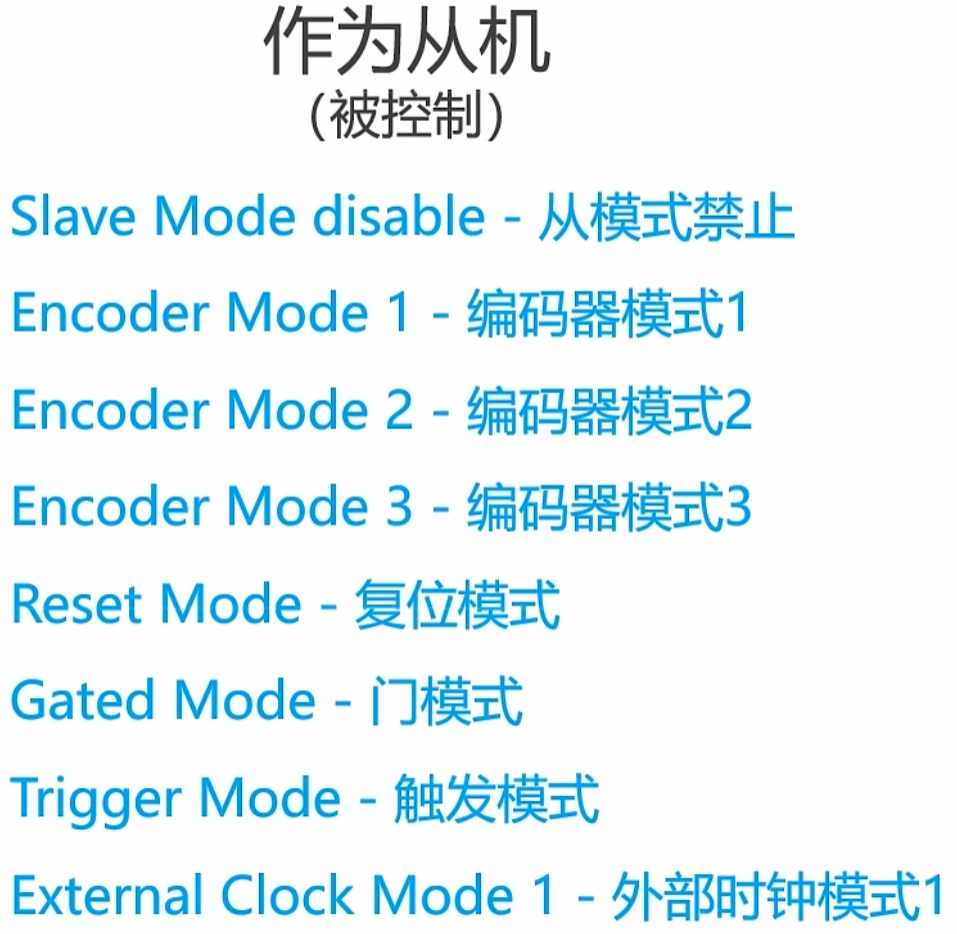 作为从机
（被控制）
Slave Mode disable - 从模式禁止
Encoder Mode 1 - 编码器模式1
Encoder Mode 2 - 编码器模式2
Encoder Mode 3 - 编码器模式3
Reset Mode - 复位模式
Gated Mode - 门模式
Trigger Mode - 触发模式
External Clock Mode 1 - 外部时钟模式1